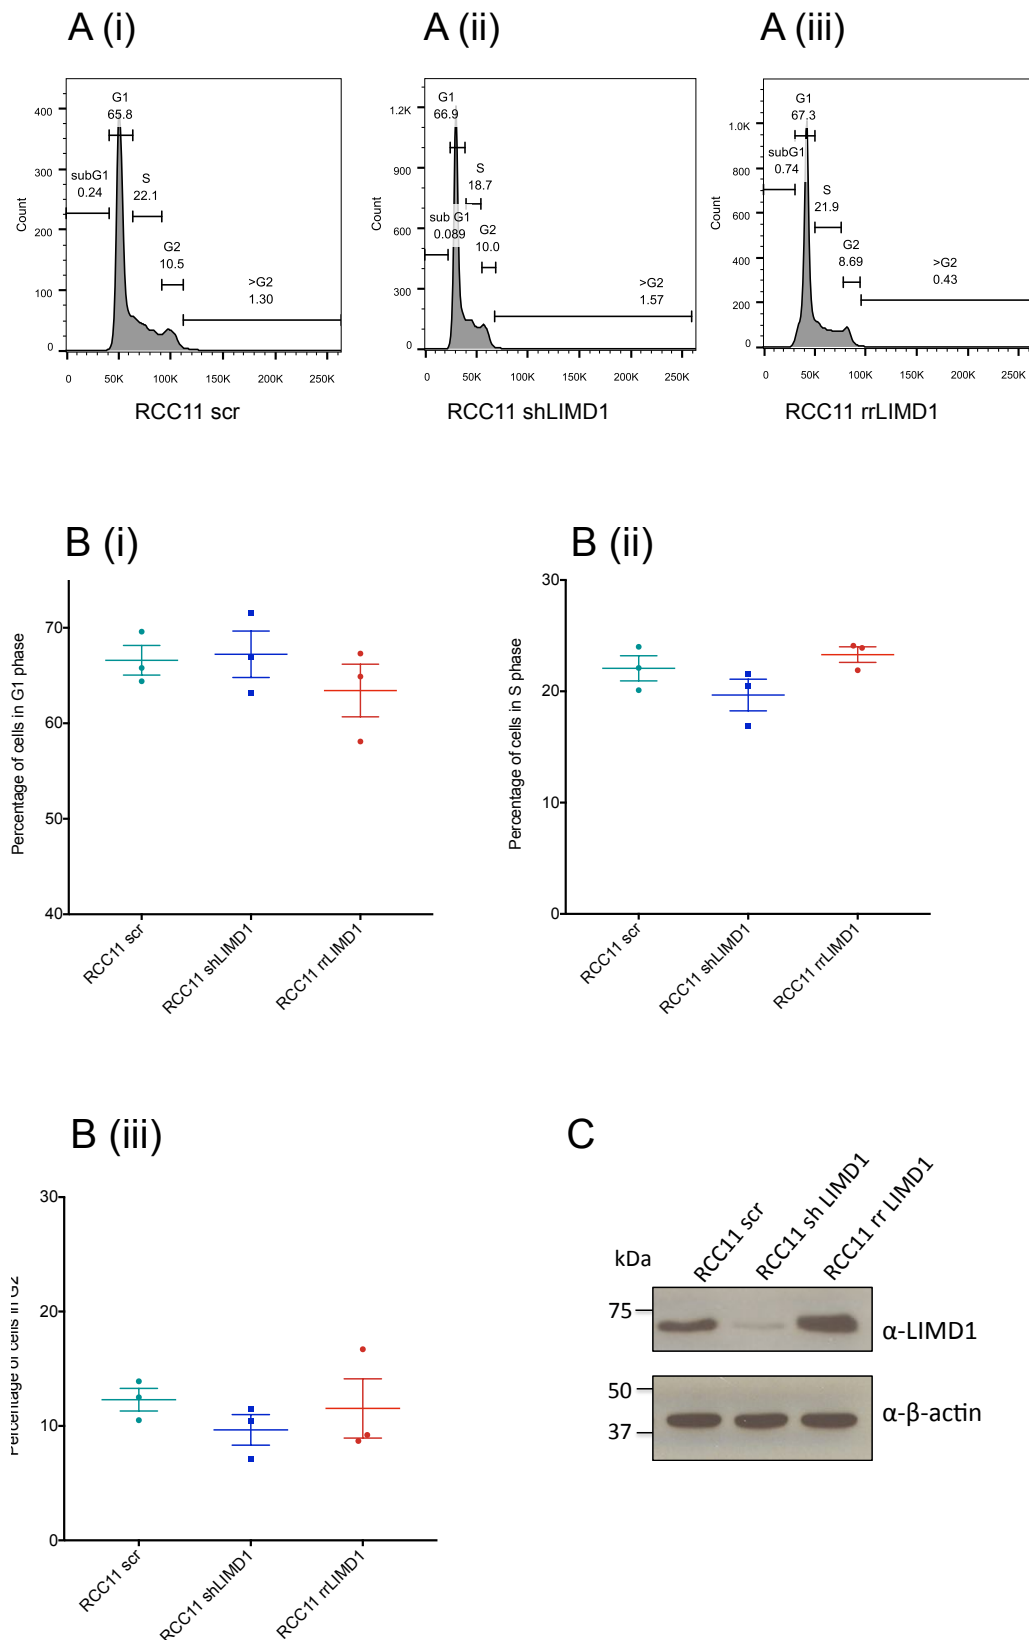 A (i)
A (ii)
A (iii)
Count
400
300
200
100
0
G1
65.8
subG1
0.24
S
22.1
G2
10.5
>G2
1.30
0 50K 100K 150K 200K 250K
RCC11 scr
Count
1.2K
900
600
300
0
G1
66.9
S
18.7
sub G1
0.089
G2
10.0
>G2
1.57
0 50K 100K 150K 200K 250K
RCC11 shLIMD1
Count
1.0K
800
600
400
200
0
G1
67.3
subG1
0.74
S
21.9
G2
8.69
>G2
0.43
0 50K 100K 150K 200K 250K
RCC11 rrLIMD1
B (i)
Percentage of cells in G1 phase
70
60
50
40
RCC11 scr
RCC11 shLIMD1
RCC11 rrLIMD1
B (ii)
Percentage of cells in S phase
30
20
10
0
RCC11 scr
RCC11 shLIMD1
RCC11 rrLIMD1
B (iii)
Percentage of cells in G2
30
20
10
0
RCC11 scr
RCC11 shLIMD1
RCC11 rrLIMD1
C
kDa
RCC11 scr
RCC11 sh LIMD1
RCC11 rr LIMD1
75
α-LIMD1
50
37
α-β-actin